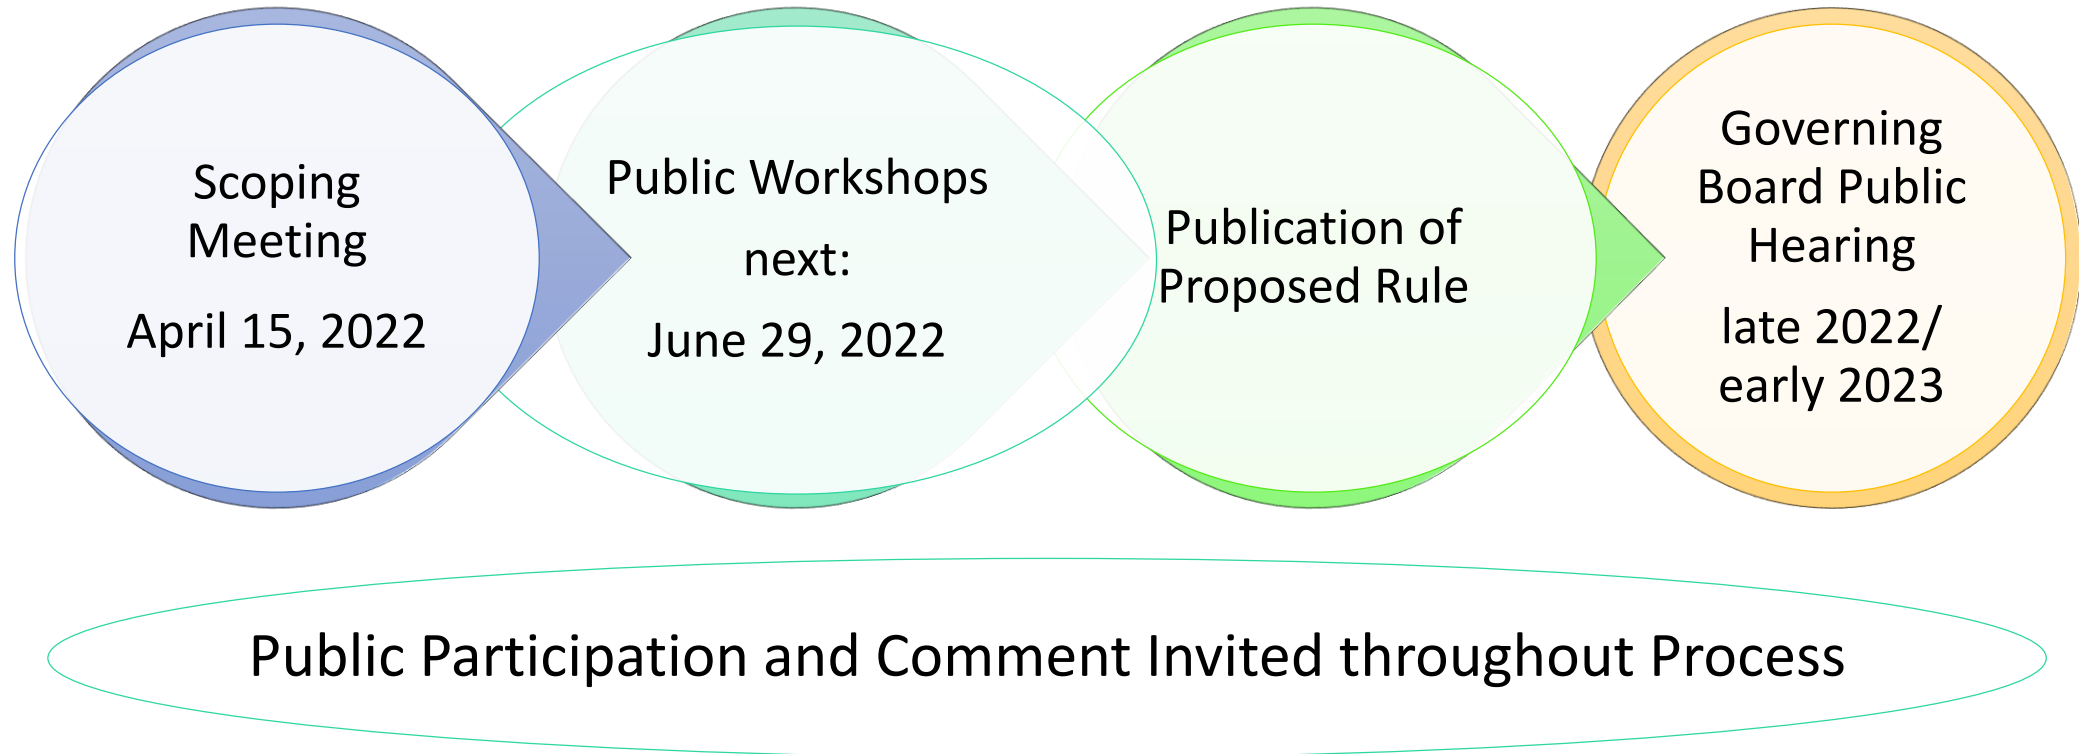 Scoping
Meeting
April 15, 2022
Public Workshops
next:
June 29, 2022
Publication of
Proposed Rule
Governing
Board Public
Hearing
late 2022/
early 2023
Public Participation and Comment Invited throughout Process